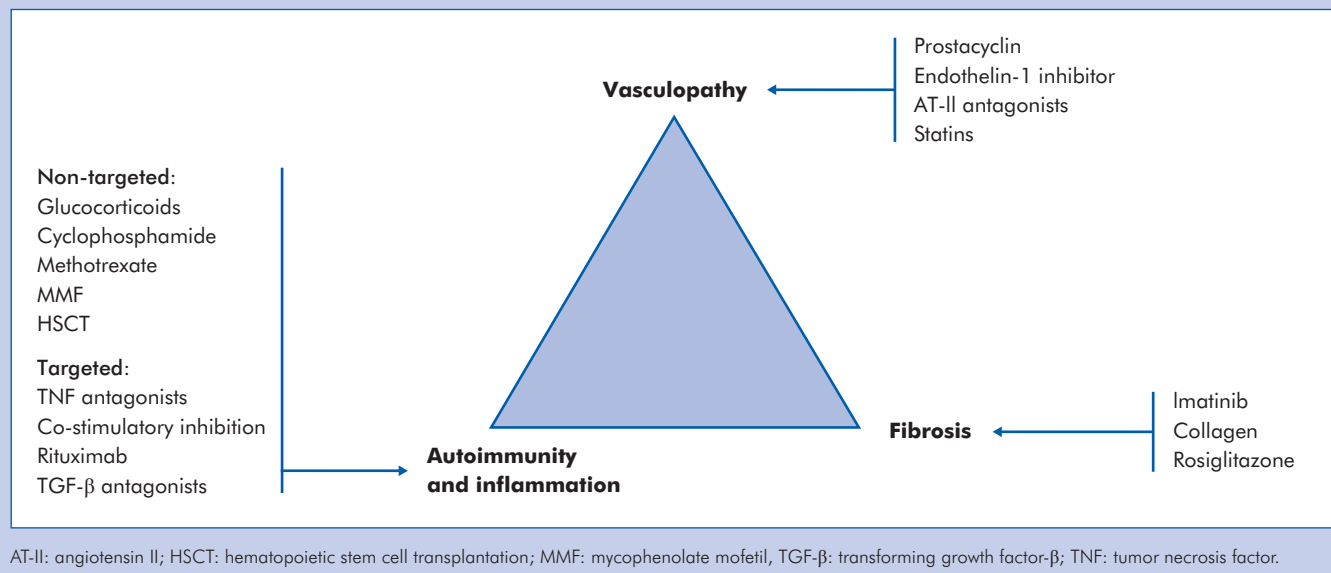 Prostacyclin
Endothelin-1 inhibitor
AT-II antagonists
Statins
Vasculopathy
Non-targeted:
Glucocorticoids
Cyclophosphamide
Methotrexate
MMF
HSCT
Targeted:
TNF antagonists
Co-stimulatory inhibition
Rituximab
TGF-β antagonists
Autoimmunity
and inflammation
Fibrosis
Imatinib
Collagen
Rosiglitazone
AT-II: angiotensin II; HSCT: hematopoietic stem cell transplantation; MMF: mycophenolate mofetil, TGF-β: transforming growth factor-β; TNF: tumor necrosis factor.